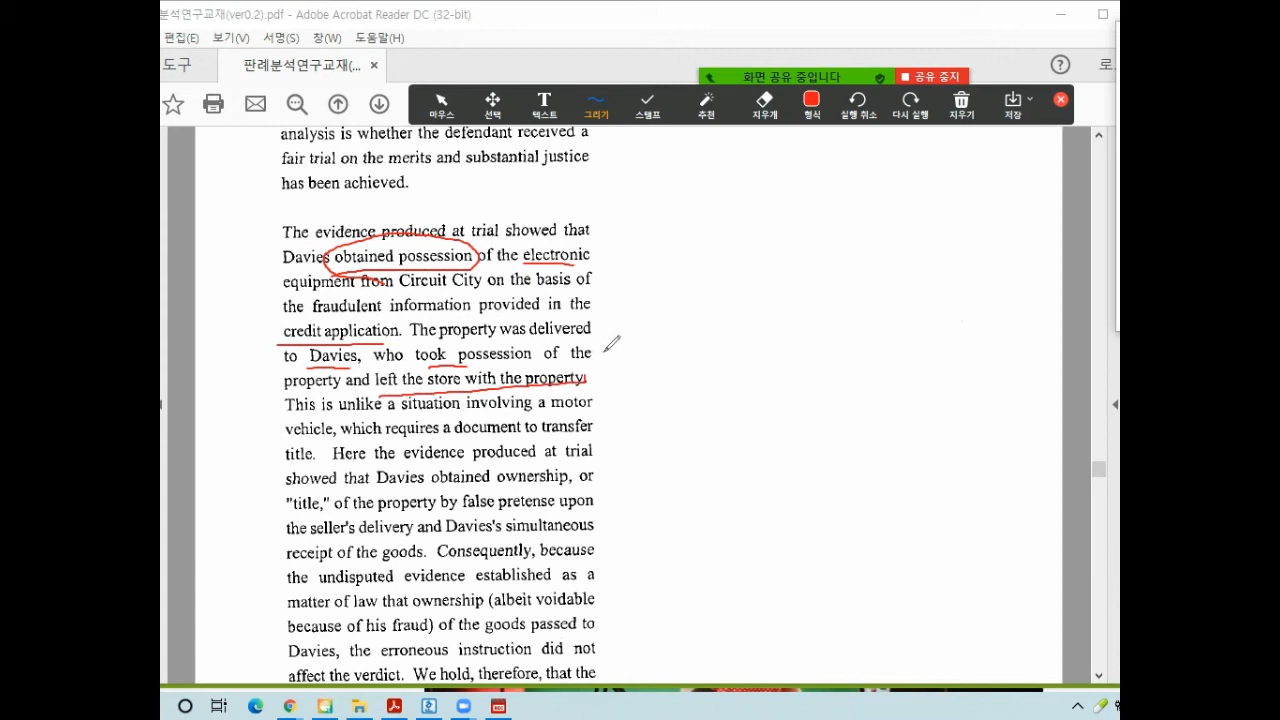 분석연구교재(ver0.2).pdf - Adobe Acrobat Reader DC (32-bit)
편집(E) 보기(V) 서명(S) 창(W) 도움말(H)
도구 판례분석연구교재(... × ? 로
화면 공유 중입니다 공유 중지
마우스 선택 텍스트 그리기 스탬프 추천 지우개 형식 실행 취소 다시 실행 지우기 저장
analysis is whether the defendant received a
fair trial on the merits and substantial justice
has been achieved.
The evidence produced at trial showed that
Davies obtained possession of the electronic
equipment from Circuit City on the basis of
the fraudulent information provided in the
credit application. The property was delivered
to Davies, who took possession of the
property and left the store with the property.
This is unlike a situation involving a motor
vehicle, which requires a document to transfer
title. Here the evidence produced at trial
showed that Davies obtained ownership, or
"title," of the property by false pretense upon
the seller's delivery and Davies's simultaneous
receipt of the goods. Consequently, because
the undisputed evidence established as a
matter of law that ownership (albeit voidable
because of his fraud) of the goods passed to
Davies, the erroneous instruction did not
affect the verdict. We hold, therefore, that the